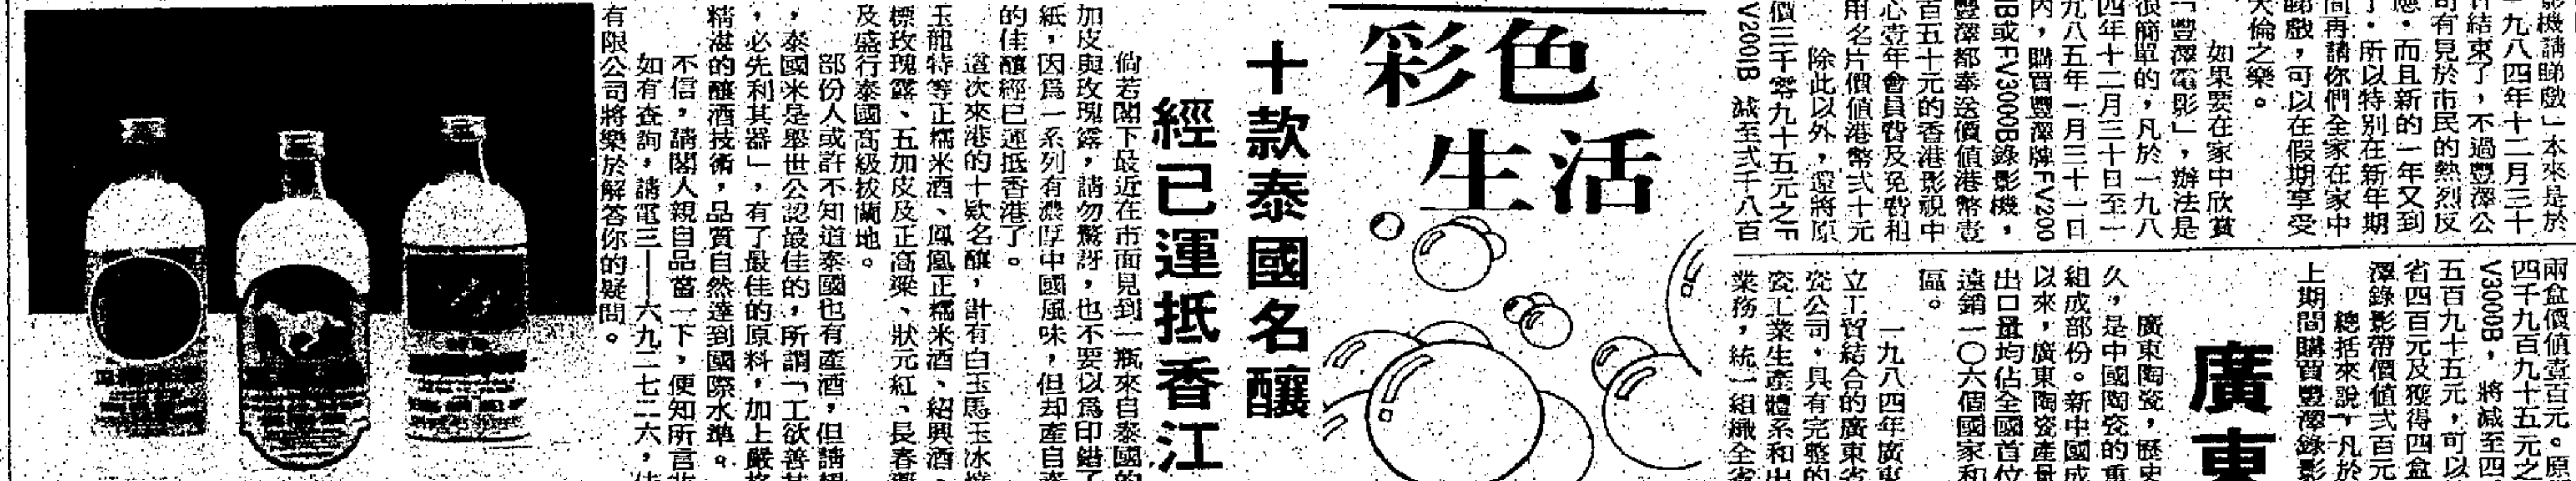 影機請睇戲」本來是於
一九八四年十二月三十
日結束了，不過豐澤公
司有見於市民的熱烈反
應，而且新的一年又到
了，所以特別在新年期
間再請你們全家在家中
睇戲，可以在假期享受
天倫之樂。
如果要在家中欣賞
「豐澤電影」，辦法是
很簡單的，凡於一九八
四年十二月三十日至一
九八五年一月三十一日
內，購買豐澤牌FV200
IB或FV3000B錄影機，
豐澤都奉送價值港幣壹
百五十元的香港影視中
心壹年會員費及免費租
用名片價值港幣弍十元
除此以外，還將原
價三千零九十五元之F
V200IB 減至弍千八百
兩盒價值壹百元。原
四千九百九十五元之
V3000B，將減至四
五百九十五元，可以
省四百元及獲得四盒
澤錄影帶價值弍百元
總括來說，凡於
上期間購買豐澤錄影
廣東
廣東陶瓷，歷史
久，是中國陶瓷的重
組成部份。新中國成
以來，廣東陶瓷產量
出口量均佔全國首位
遠銷一〇六個國家和
區。
一九八四年廣東
立工貿結合的廣東省
瓷公司，具有完整的
瓷工業生產體系和出
業務，統一組織全省
彩色
生活
十款泰國名釀
經已運抵香江
倘若閣下最近在市面見到一瓶來自泰國的
加皮與玫瑰露，請勿驚訝，也不要以為印錯了
紙，因為一系列有濃厚中國風味，但却產自泰
的佳釀經已運抵香港了。
這次來港的十欵名釀，計有白玉馬玉冰燒
玉龍特等正糯米酒、鳳凰正糯米酒、紹興酒、
標玫瑰露、五加皮及正高粱、狀元紅、長春酒
及盛行泰國高級拔蘭地。
部份人或許不知道泰國也有產酒，但請想
，泰國米是舉世公認最佳的，所謂「工欲善其
，必先利其器」，有了最佳的原料，加上嚴格
精湛的釀酒技術，品質自然達到國際水準。
不信，請閣人親自品嘗一下，便知所言非
如有查詢，請電三——六九二七二六，佳
有限公司將樂於解答你的疑問。